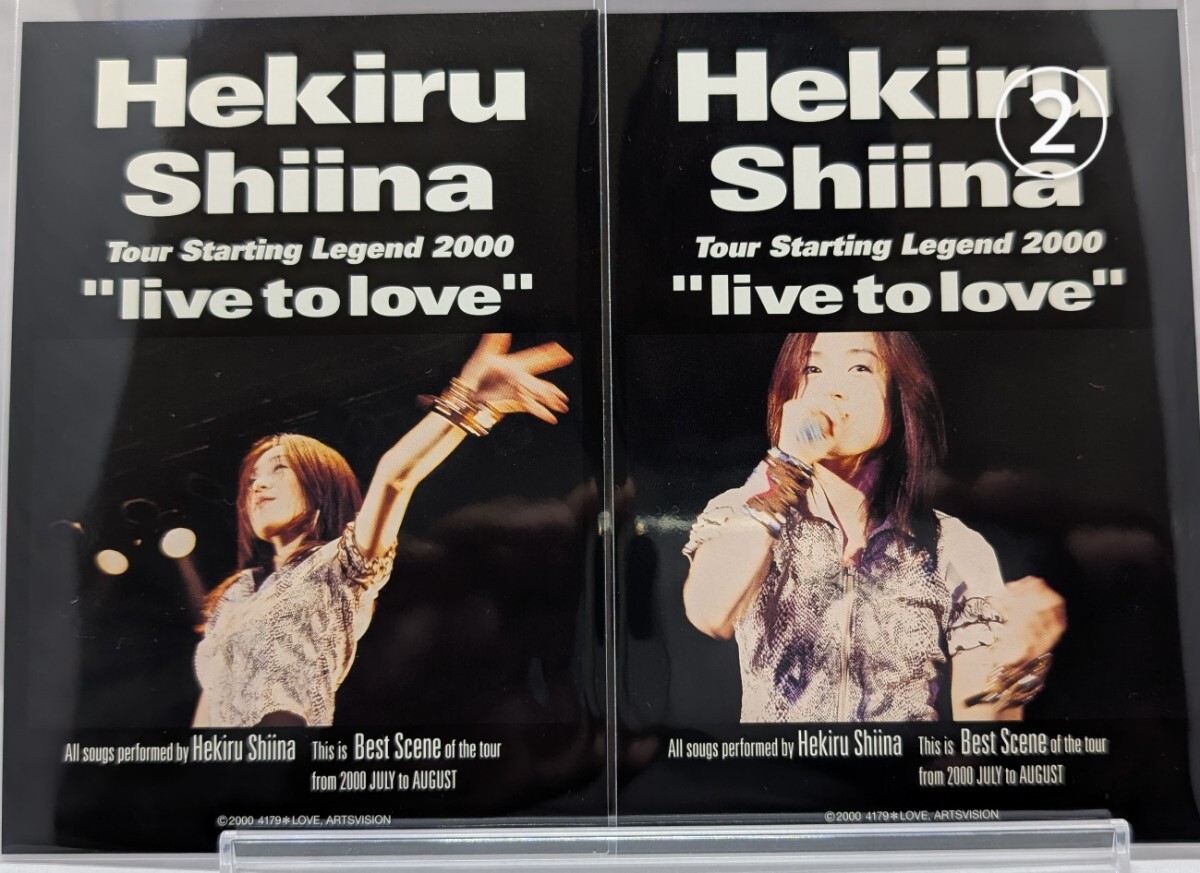 Hekiru
Shiina
Tour Starting Legend 2000
"live to love"
All sougs performed by Hekiru Shiina
This is Best Scene of the tour
from 2000 JULY to AUGUST
©2000 4179＊LOVE, ARTSVISION
Hekiru
②
Shiina
Tour Starting Legend 2000
"live to love"
All sougs performed by Hekiru Shiina
This is Best Scene of the tour
from 2000 JULY to AUGUST
©2000 4179＊LOVE, ARTSVISION